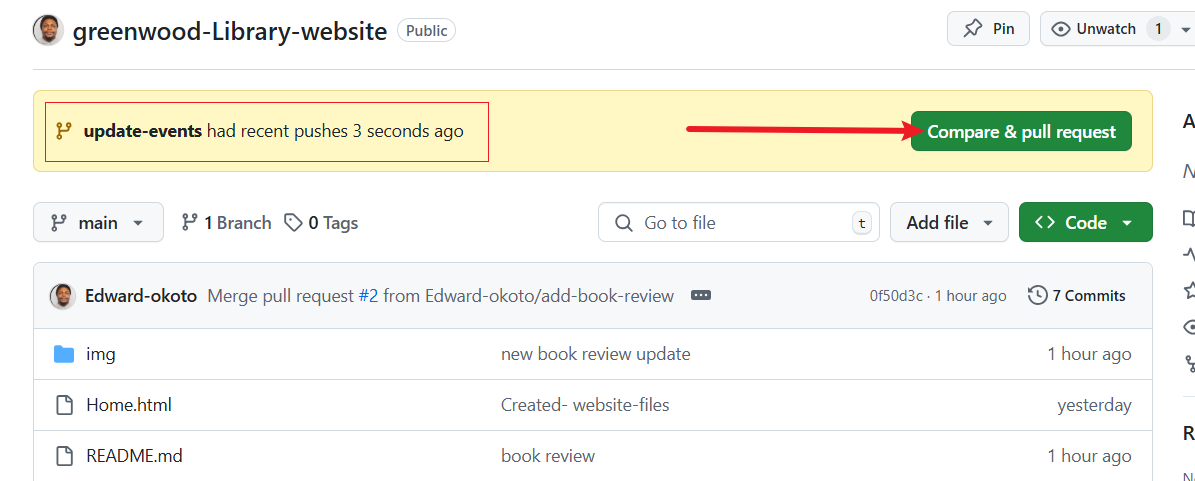 greenwood-Library-website Public Pin Unwatch 1
update-events had recent pushes 3 seconds ago Compare & pull request
main 1 Branch 0 Tags Go to file t Add file Code
Edward-okoto Merge pull request #2 from Edward-okoto/add-book-review 0f50d3c · 1 hour ago 7 Commits
img new book review update 1 hour ago
Home.html Created- website-files yesterday
README.md book review 1 hour ago